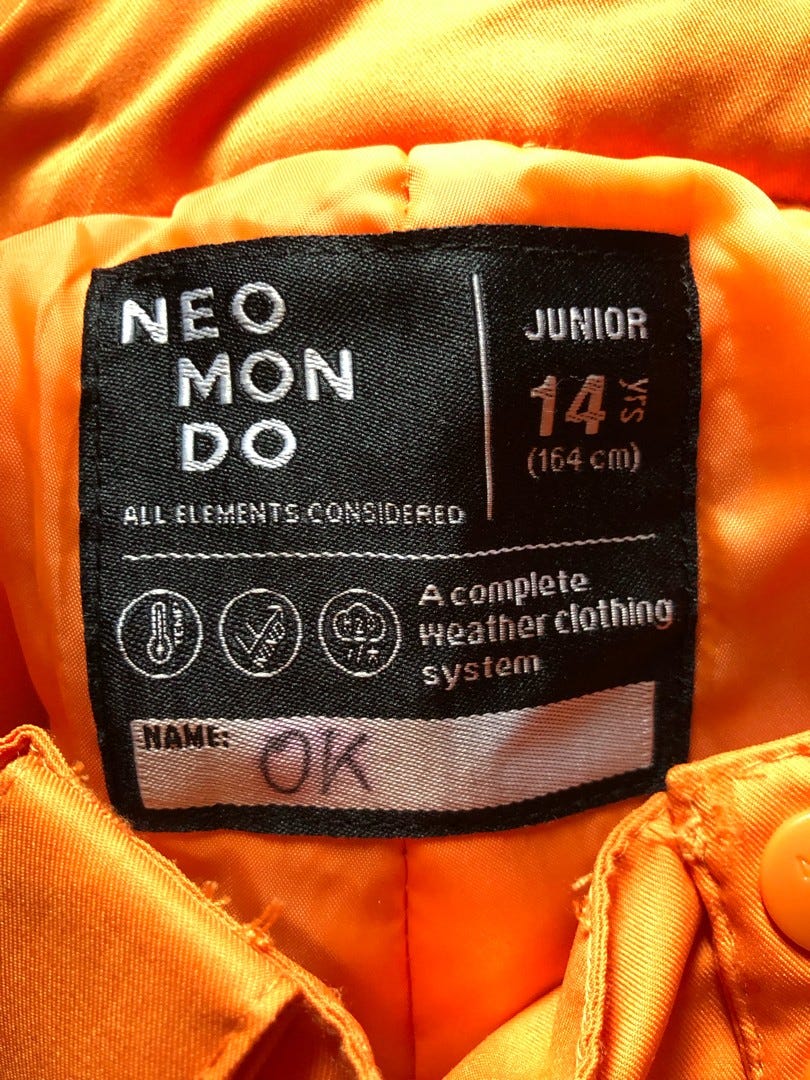 NEO
MON
DO
ALL ELEMENTS CONSIDERED
JUNIOR
14 yrs
(164 cm)
A complete
weather clothing
system
NAME: OK